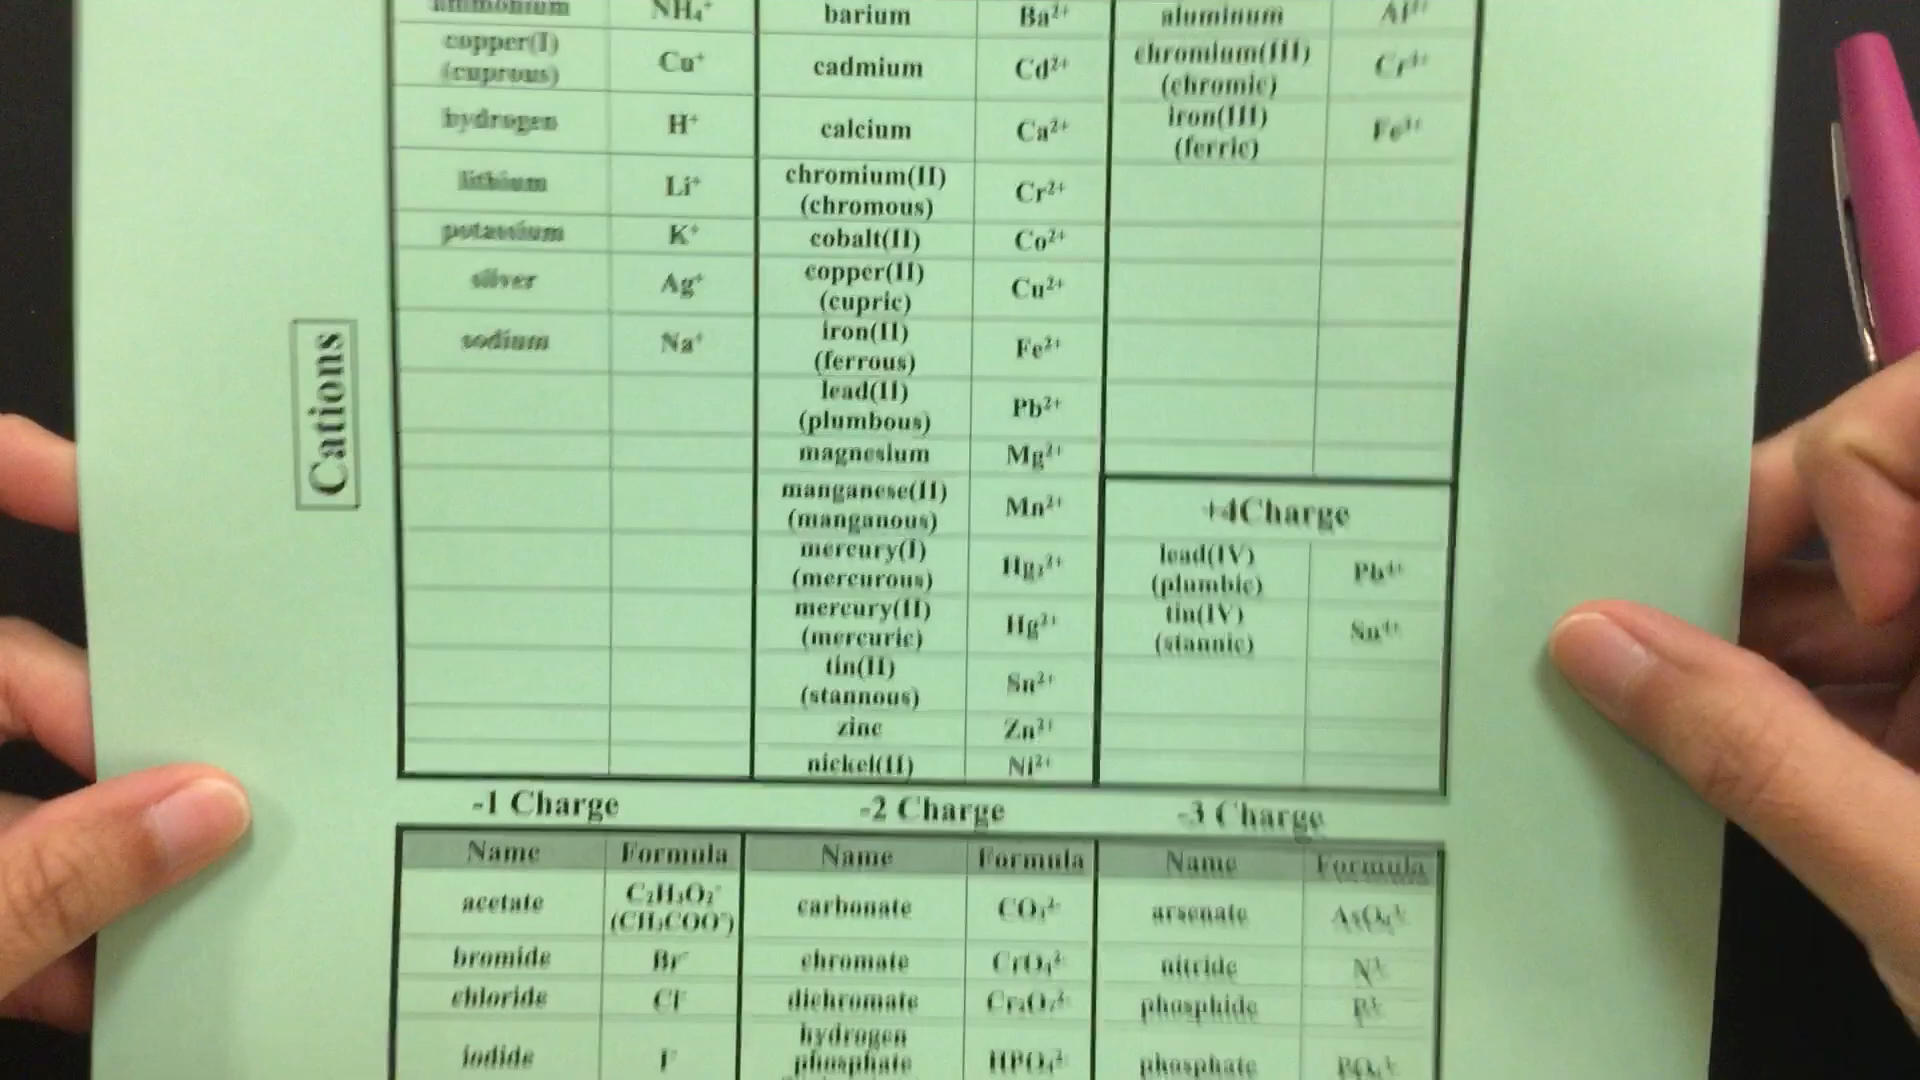 Cations
ammonium NH₄⁺ barium Ba²⁺ aluminum Al³⁺
copper(I) (cuprous) Cu⁺ cadmium Cd²⁺ chromium(III) (chromic) Cr³⁺
hydrogen H⁺ calcium Ca²⁺ iron(III) (ferric) Fe³⁺
lithium Li⁺ chromium(II) (chromous) Cr²⁺
potassium K⁺ cobalt(II) Co²⁺
silver Ag⁺ copper(II) (cupric) Cu²⁺
sodium Na⁺ iron(II) (ferrous) Fe²⁺
lead(II) (plumbous) Pb²⁺
magnesium Mg²⁺
+4Charge
manganese(II) (manganous) Mn²⁺
mercury(I) (mercurous) Hg₂²⁺ lead(IV) (plumbic) Pb⁴⁺
mercury(II) (mercuric) Hg²⁺ tin(IV) (stannic) Sn⁴⁺
tin(II) (stannous) Sn²⁺
zinc Zn²⁺
nickel(II) Ni²⁺
-1 Charge -2 Charge -3 Charge
Name Formula Name Formula Name Formula
acetate C₂H₃O₂⁻ (CH₃COO⁻) carbonate CO₃²⁻ arsenate AsO₄³⁻
bromide Br⁻ chromate CrO₄²⁻ nitride N³⁻
chloride Cl⁻ dichromate Cr₂O₇²⁻ phosphide P³⁻
iodide I⁻ hydrogen phosphate HPO₄²⁻ phosphate PO₄³⁻